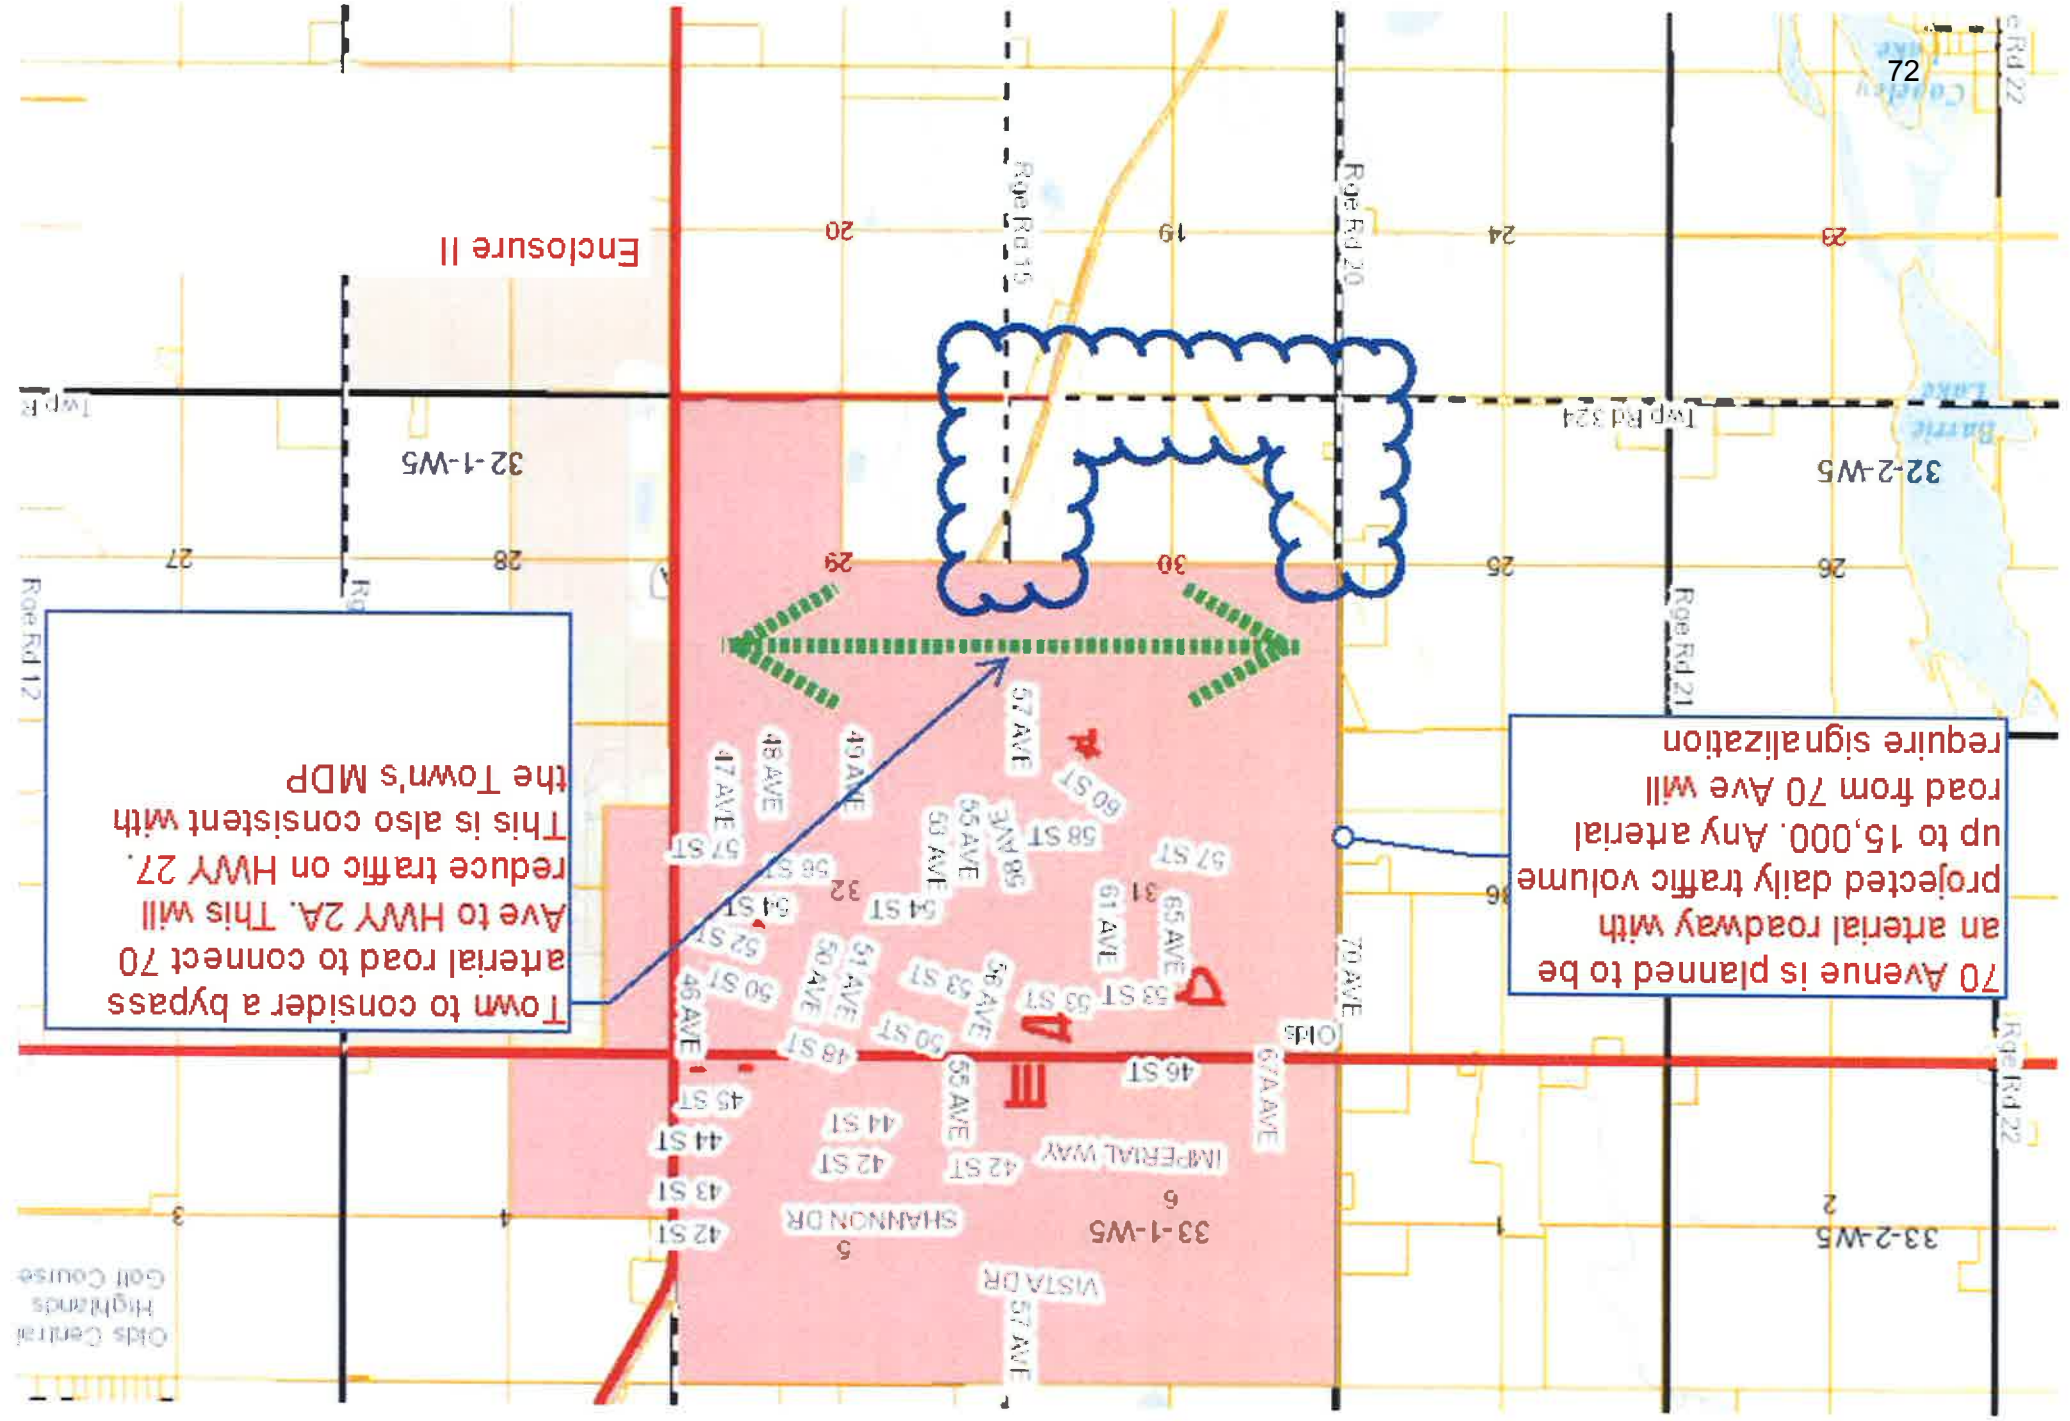 72
Olds Central
Highlands
Golf Course
57 AVE
VISTA DR
33-2-W5
2
1
33-1-W5
6
5
4
3
SHANNON DR
42 ST
43 ST
44 ST
45 ST
IMPERIAL WAY
42 ST
42 ST
44 ST
55 AVE
67A AVE
46 ST
Rge Rd 22
Olds
70 AVE
48 ST
50 ST
53 ST
53 ST
53 ST
56 AVE
51 AVE
50 AVE
46 AVE
50 ST
52 ST
54 ST
54 ST
56 ST
57 ST
65 AVE
61 AVE
31
32
36
57 ST
58 ST
58 AVE
55 AVE
53 AVE
60 ST
57 AVE
49 AVE
48 AVE
47 AVE
70 Avenue is planned to be
an arterial roadway with
projected daily traffic volume
up to 15,000. Any arterial
road from 70 Ave will
require signalization
Town to consider a bypass
arterial road to connect 70
Ave to HWY 2A. This will
reduce traffic on HWY 27.
This is also consistent with
the Town's MDP
Rge Rd 21
Rge Rd 12
Rg
26
25
30
29
28
27
32-2-W5
32-1-W5
Barrie
Lake
Twp Rd 324
Twp R
Rge Rd 20
Rge Rd 15
23
24
19
20
Enclosure II
Lake
e Rd 22